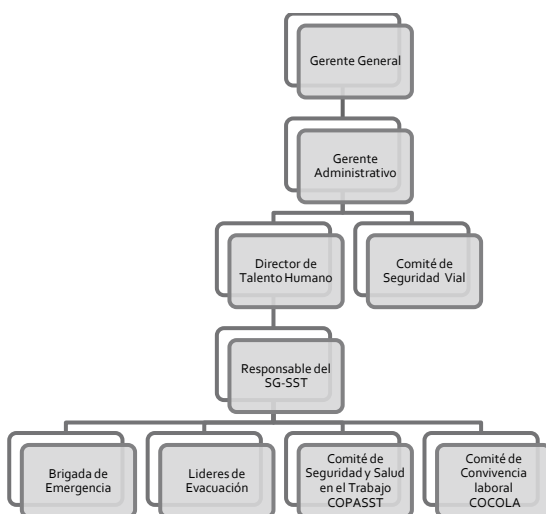 Gerente General
Gerente
Administrativo
Director de
Talento Humano
Comité de
Seguridad Vial
Responsable del
SG-SST
Brigada de
Emergencia
Lideres de
Evacuación
Comité de
Seguridad y Salud
en el Trabajo
COPASST
Comité de
Convivencia
laboral
COCOLA